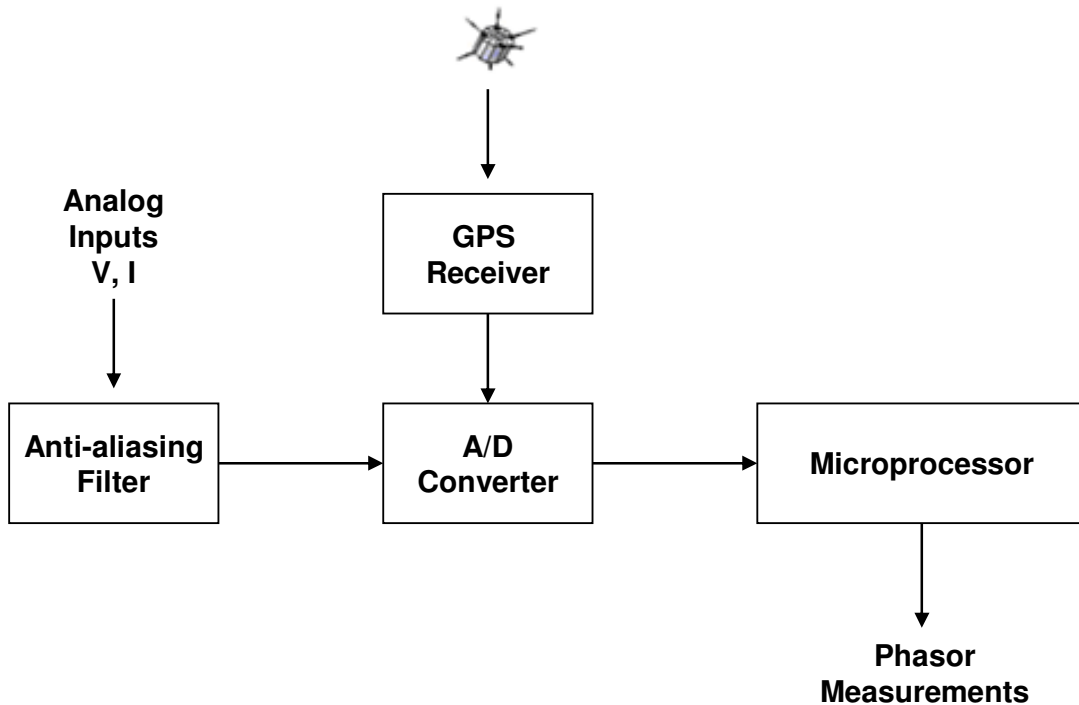 Analog
Inputs
V, I
GPS
Receiver
Anti-aliasing
Filter
A/D
Converter
Microprocessor
Phasor
Measurements